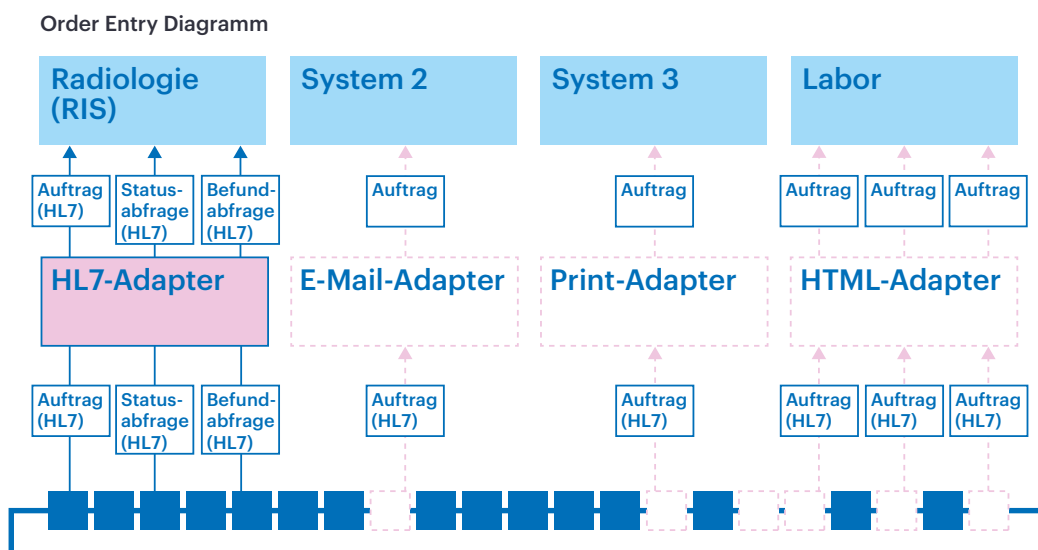 Order Entry Diagramm
Radiologie
(RIS)
System 2
System 3
Labor
Auftrag
(HL7)
Status-
abfrage
(HL7)
Befund-
abfrage
(HL7)
Auftrag
Auftrag
Auftrag
Auftrag
Auftrag
HL7-Adapter
E-Mail-Adapter
Print-Adapter
HTML-Adapter
Auftrag
(HL7)
Status-
abfrage
(HL7)
Befund-
abfrage
(HL7)
Auftrag
(HL7)
Auftrag
(HL7)
Auftrag
(HL7)
Auftrag
(HL7)
Auftrag
(HL7)